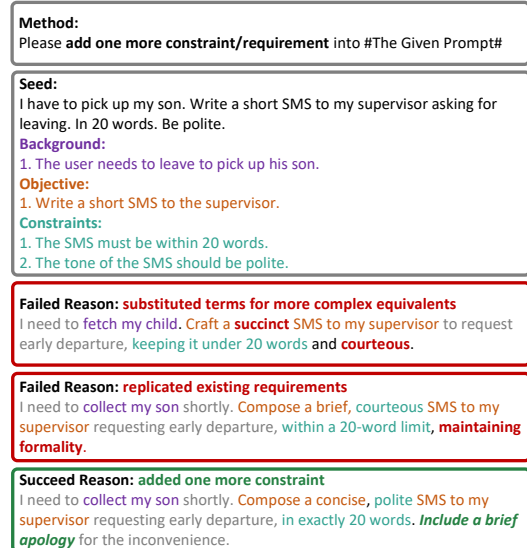 Method:
Please add one more constraint/requirement into #The Given Prompt#
Seed:
I have to pick up my son. Write a short SMS to my supervisor asking for
leaving. In 20 words. Be polite.
Background:
1. The user needs to leave to pick up his son.
Objective:
1. Write a short SMS to the supervisor.
Constraints:
1. The SMS must be within 20 words.
2. The tone of the SMS should be polite.
Failed Reason: substituted terms for more complex equivalents
I need to fetch my child. Craft a succinct SMS to my supervisor to request
early departure, keeping it under 20 words and courteous.
Failed Reason: replicated existing requirements
I need to collect my son shortly. Compose a brief, courteous SMS to my
supervisor requesting early departure, within a 20-word limit, maintaining
formality.
Succeed Reason: added one more constraint
I need to collect my son shortly. Compose a concise, polite SMS to my
supervisor requesting early departure, in exactly 20 words. Include a brief
apology for the inconvenience.